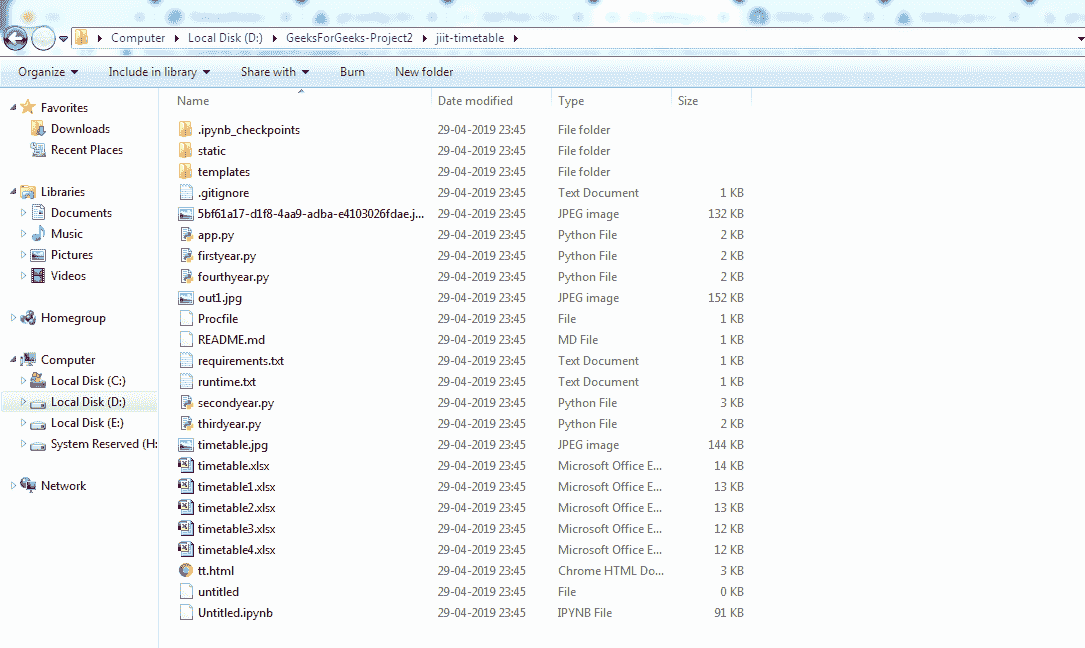 Computer Local Disk (D:) GeeksForGeeks-Project2 jiit-timetable
Organize Include in library Share with Burn New folder
Favorites
Downloads
Recent Places
Libraries
Documents
Music
Pictures
Videos
Homegroup
Computer
Local Disk (C:)
Local Disk (D:)
Local Disk (E:)
System Reserved (H:
Network
Name Date modified Type Size
.ipynb_checkpoints 29-04-2019 23:45 File folder
static 29-04-2019 23:45 File folder
templates 29-04-2019 23:45 File folder
.gitignore 29-04-2019 23:45 Text Document 1 KB
5bf61a17-d1f8-4aa9-adba-e4103026fdae.j... 29-04-2019 23:45 JPEG image 132 KB
app.py 29-04-2019 23:45 Python File 2 KB
firstyear.py 29-04-2019 23:45 Python File 2 KB
fourthyear.py 29-04-2019 23:45 Python File 2 KB
out1.jpg 29-04-2019 23:45 JPEG image 152 KB
Procfile 29-04-2019 23:45 File 1 KB
README.md 29-04-2019 23:45 MD File 1 KB
requirements.txt 29-04-2019 23:45 Text Document 1 KB
runtime.txt 29-04-2019 23:45 Text Document 1 KB
secondyear.py 29-04-2019 23:45 Python File 3 KB
thirdyear.py 29-04-2019 23:45 Python File 2 KB
timetable.jpg 29-04-2019 23:45 JPEG image 144 KB
timetable.xlsx 29-04-2019 23:45 Microsoft Office E... 14 KB
timetable1.xlsx 29-04-2019 23:45 Microsoft Office E... 13 KB
timetable2.xlsx 29-04-2019 23:45 Microsoft Office E... 13 KB
timetable3.xlsx 29-04-2019 23:45 Microsoft Office E... 12 KB
timetable4.xlsx 29-04-2019 23:45 Microsoft Office E... 12 KB
tt.html 29-04-2019 23:45 Chrome HTML Do... 3 KB
untitled 29-04-2019 23:45 File 0 KB
Untitled.ipynb 29-04-2019 23:45 IPYNB File 91 KB